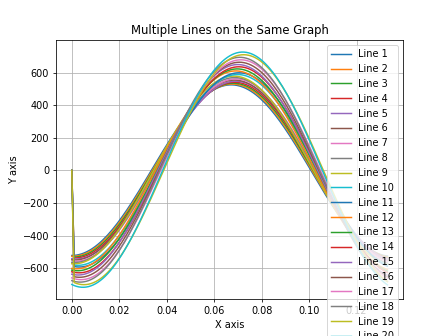 Multiple Lines on the Same Graph
Y axis
600
400
200
0
−200
−400
−600
0.00
0.02
0.04
0.06
0.08
0.10
X axis
Line 1
Line 2
Line 3
Line 4
Line 5
Line 6
Line 7
Line 8
Line 9
Line 10
Line 11
Line 12
Line 13
Line 14
Line 15
Line 16
Line 17
Line 18
Line 19
Line 20